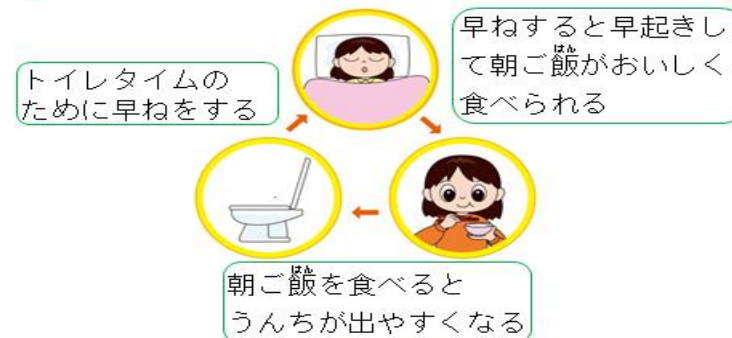 トイレタイムの
ために早ねをする
早ねすると早起きし
て朝ご飯がおいしく
食べられる
朝ご飯を食べると
うんちが出やすくなる